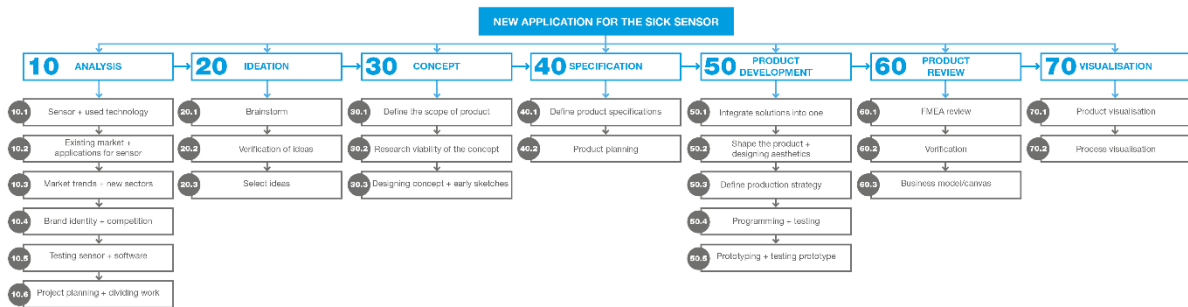 NEW APPLICATION FOR THE SICK SENSOR
10 ANALYSIS
10.1 Sensor + used technology
10.2 Existing market +
applications for sensor
10.3 Market trends + new sectors
10.4 Brand identity + competition
10.5 Testing sensor + software
10.6 Project planning + dividing work
20 IDEATION
20.1 Brainstorm
20.2 Verification of ideas
20.3 Select ideas
30 CONCEPT
30.1 Define the scope of product
30.2 Research viability of the concept
30.3 Designing concept + early sketches
40 SPECIFICATION
40.1 Define product specifications
40.2 Product planning
50 PRODUCT
DEVELOPMENT
50.1 Integrate solutions into one
50.2 Shape the product +
designing aesthetics
50.3 Define production strategy
50.4 Programming + testing
50.5 Prototyping + testing prototype
60 PRODUCT
REVIEW
60.1 FMEA review
60.2 Verification
60.3 Business model/canvas
70 VISUALISATION
70.1 Product visualisation
70.2 Process visualisation